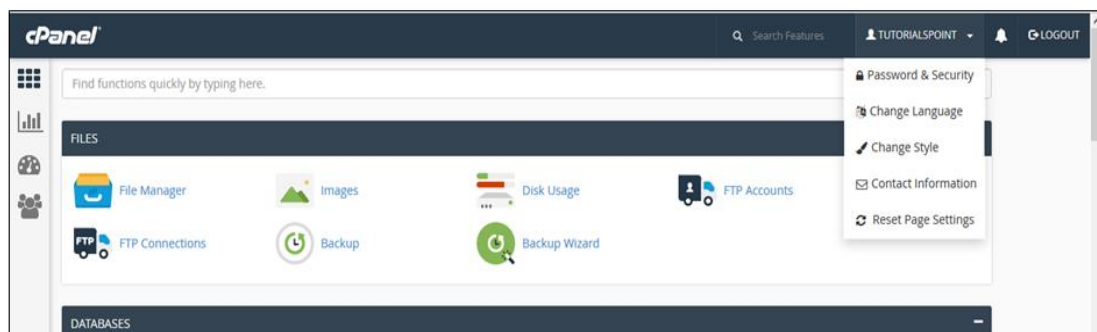 cPanel
Search Features
TUTORIALSPOINT
LOGOUT
Find functions quickly by typing here.
Password & Security
Change Language
Change Style
Contact Information
Reset Page Settings
FILES
File Manager
Images
Disk Usage
FTP Accounts
FTP
FTP Connections
Backup
Backup Wizard
DATABASES